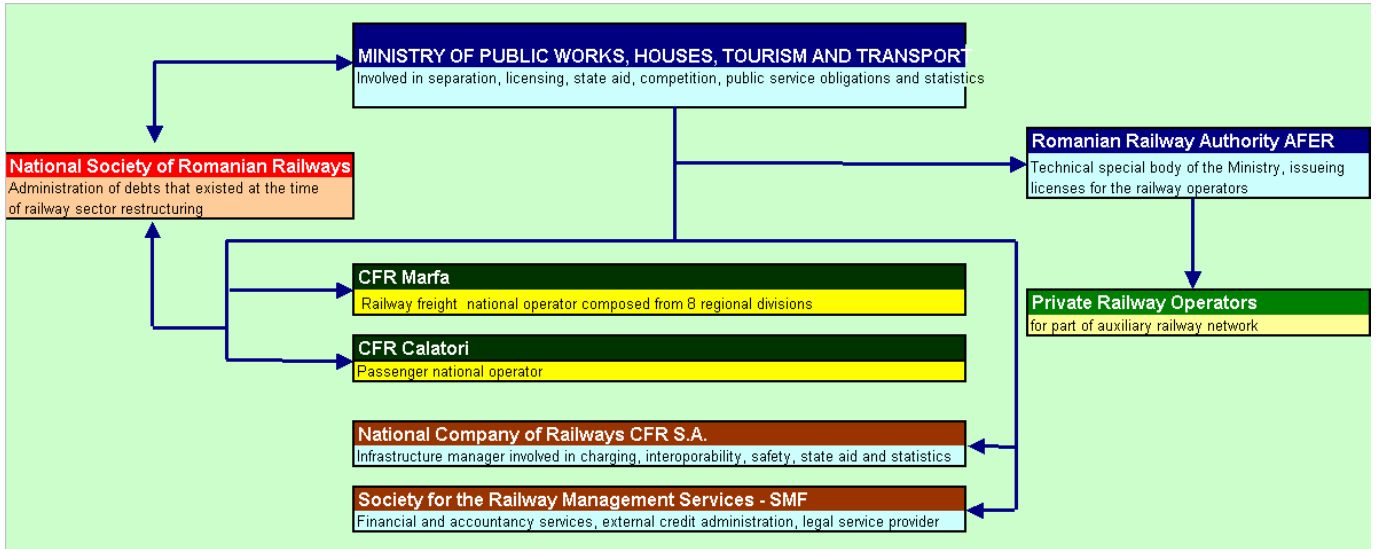 MINISTRY OF PUBLIC WORKS, HOUSES, TOURISM AND TRANSPORT
Involved in separation, licensing, state aid, competition, public service obligations and statistics
National Society of Romanian Railways
Administration of debts that existed at the time
of railway sector restructuring
Romanian Railway Authority AFER
Technical special body of the Ministry, issueing
licenses for the railway operators
CFR Marfa
Railway freight national operator composed from 8 regional divisions
Private Railway Operators
for part of auxiliary railway network
CFR Calatori
Passenger national operator
National Company of Railways CFR S.A.
Infrastructure manager involved in charging, interoporability, safety, state aid and statistics
Society for the Railway Management Services - SMF
Financial and accountancy services, external credit administration, legal service provider